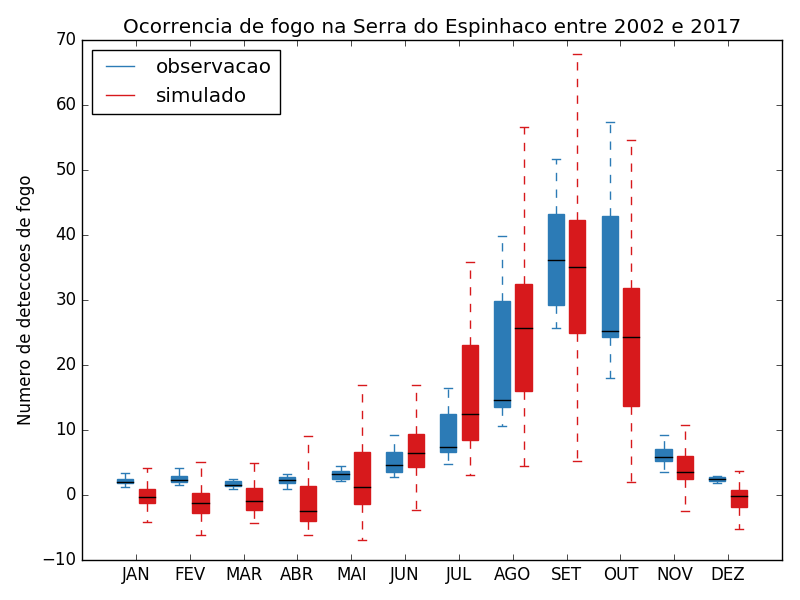 Ocorrencia de fogo na Serra do Espinhaco entre 2002 e 2017
observacao
simulado
Numero de deteccoes de fogo
70
60
50
40
30
20
10
0
−10
JAN FEV MAR ABR MAI JUN JUL AGO SET OUT NOV DEZ